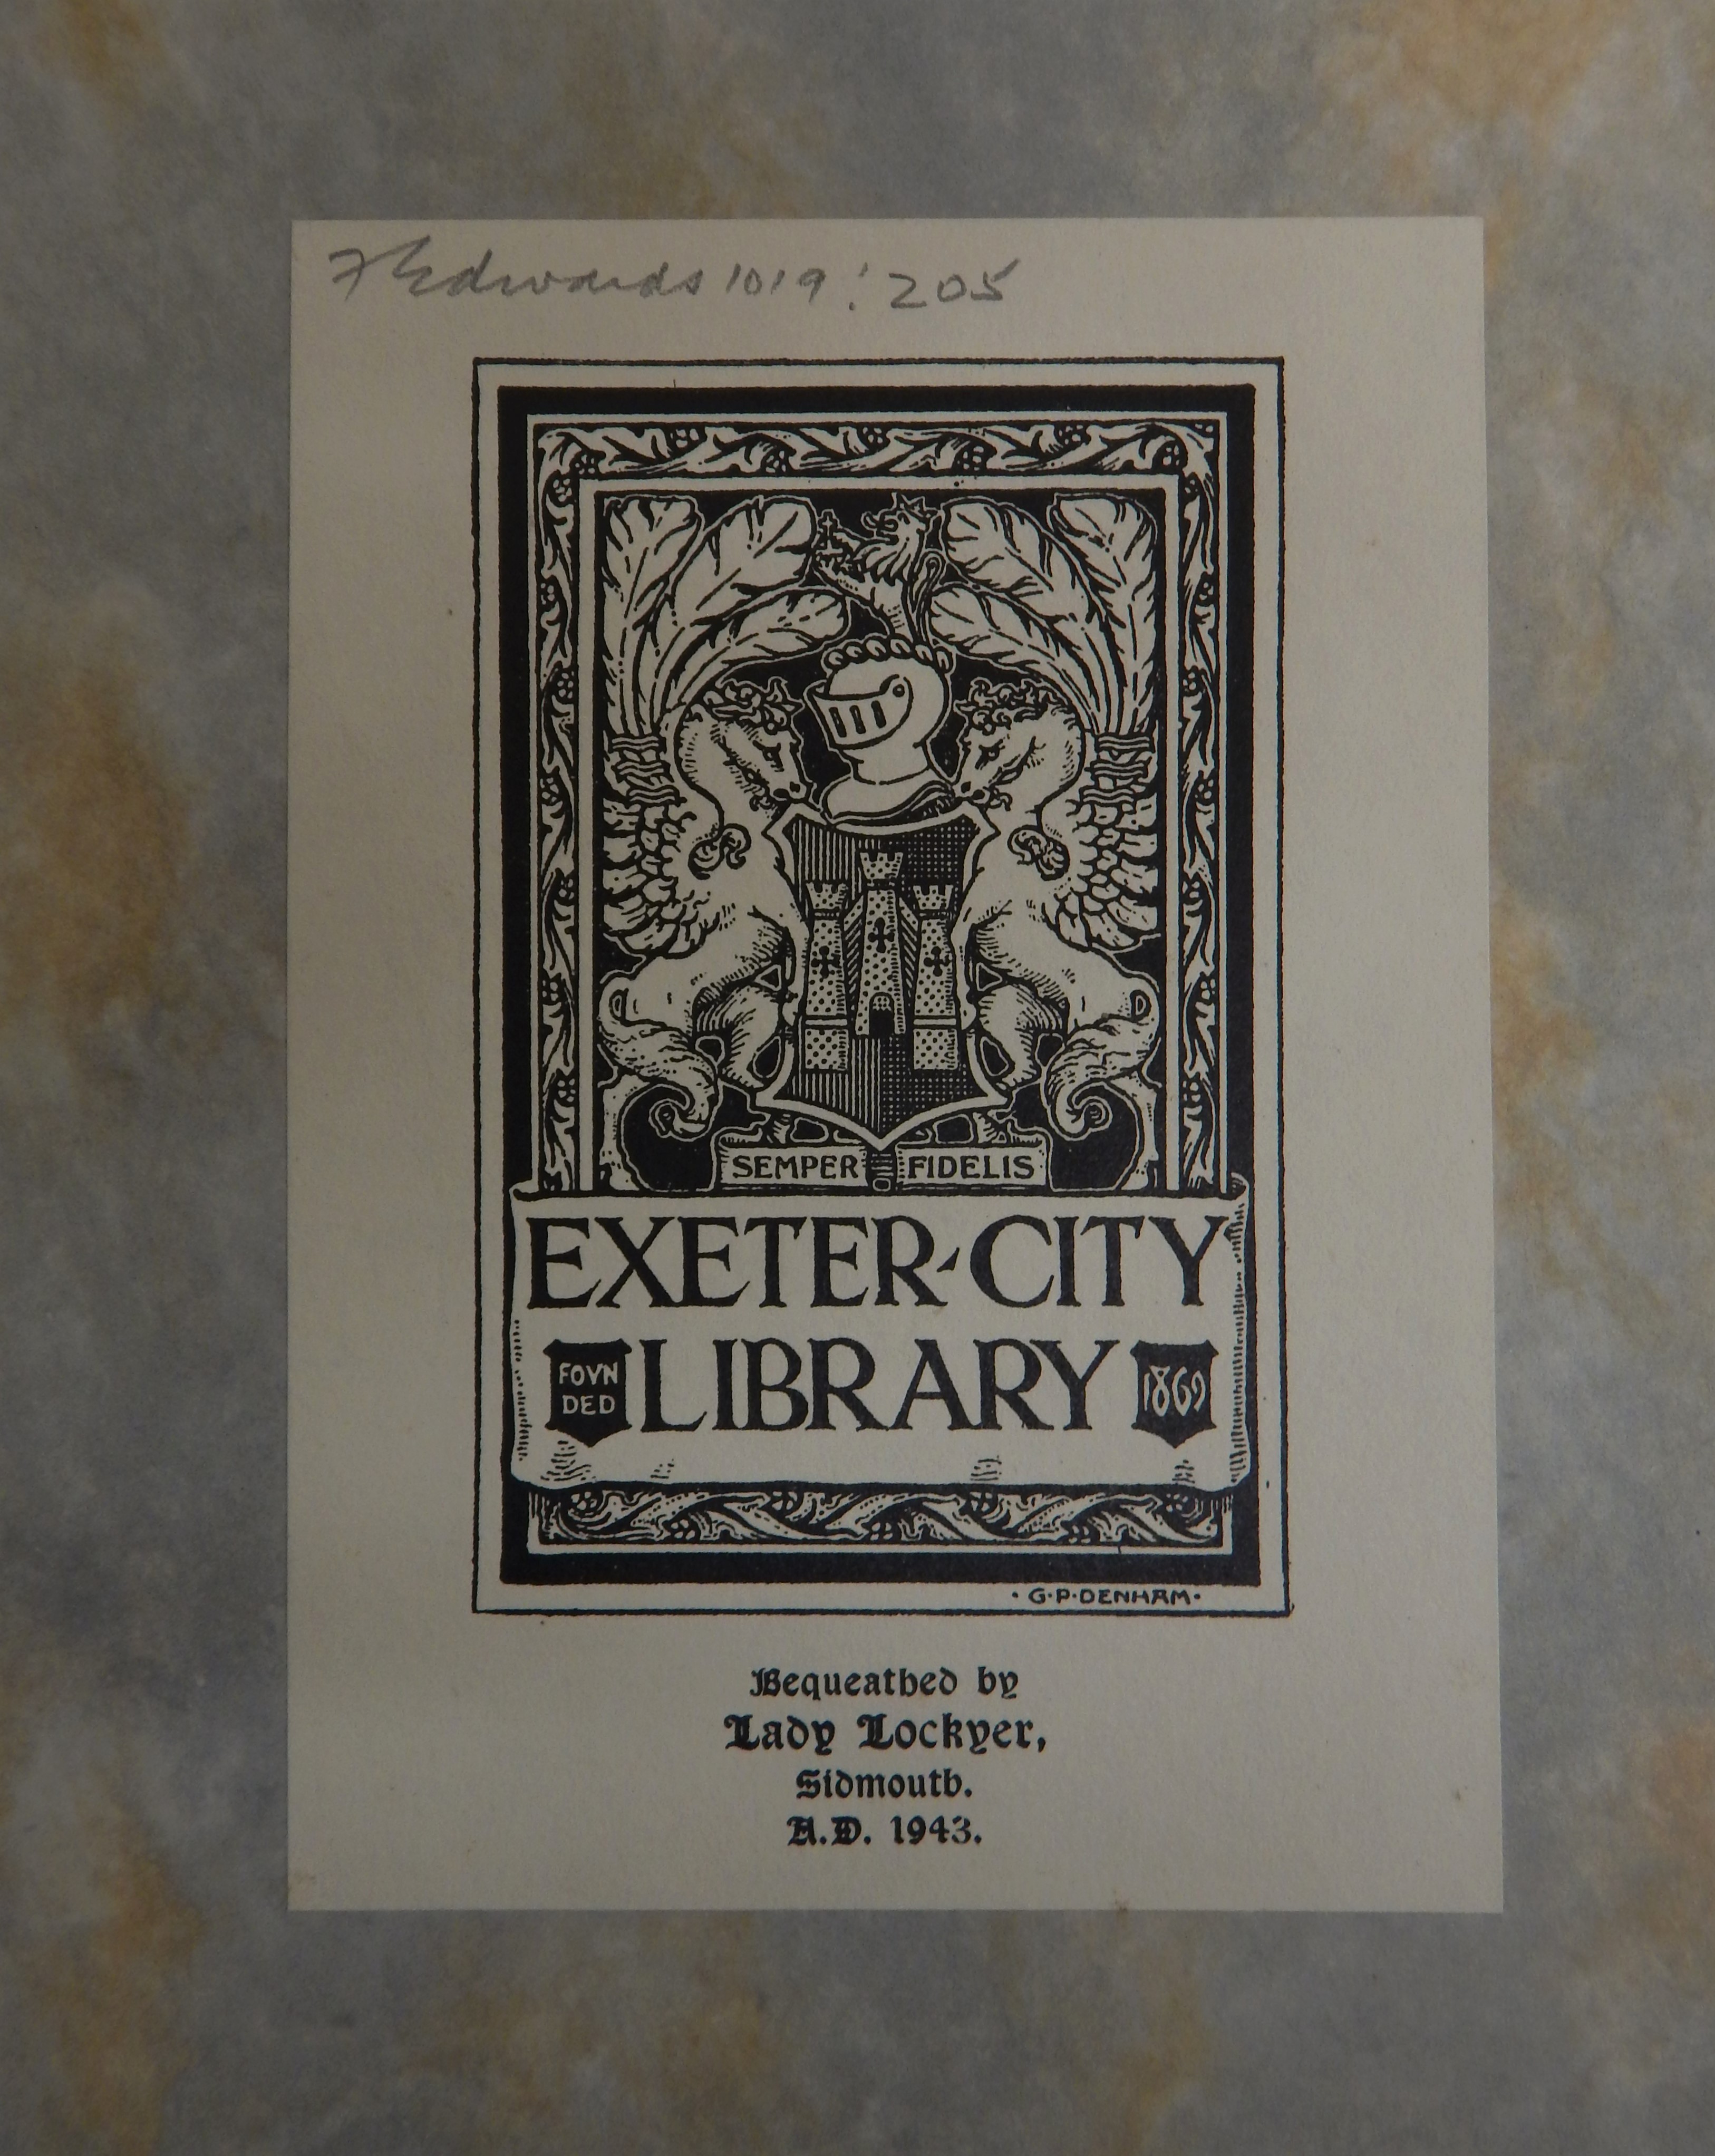 F Edwards 1019:205
SEMPER FIDELIS
EXETER-CITY
FOVN
DED
LIBRARY
1869
·G·P·DENHAM·
Bequeathed by
Lady Lockyer,
Sidmouth.
A.D. 1943.